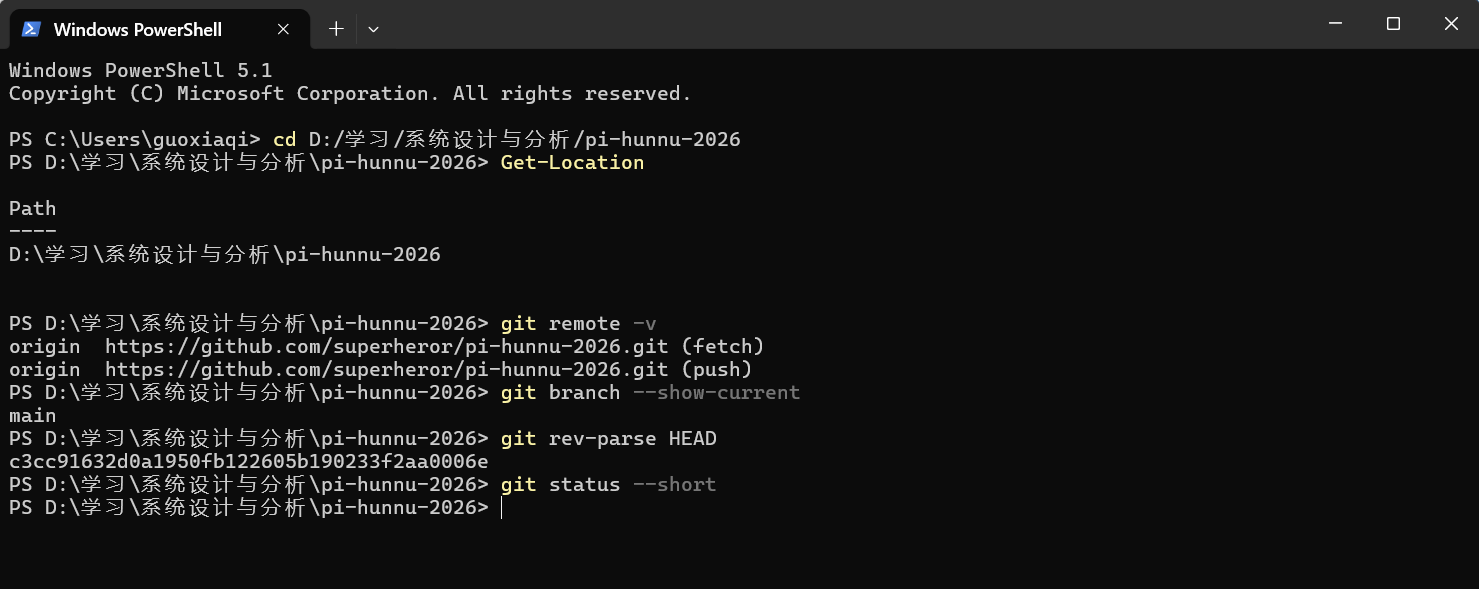 Windows PowerShell
Windows PowerShell 5.1
Copyright (C) Microsoft Corporation. All rights reserved.
PS C:\Users\guoxiaqi> cd D:/学习/系统设计与分析/pi-hunnu-2026
PS D:\学习\系统设计与分析\pi-hunnu-2026> Get-Location
Path
----
D:\学习\系统设计与分析\pi-hunnu-2026
PS D:\学习\系统设计与分析\pi-hunnu-2026> git remote -v
origin  https://github.com/superheror/pi-hunnu-2026.git (fetch)
origin  https://github.com/superheror/pi-hunnu-2026.git (push)
PS D:\学习\系统设计与分析\pi-hunnu-2026> git branch --show-current
main
PS D:\学习\系统设计与分析\pi-hunnu-2026> git rev-parse HEAD
c3cc91632d0a1950fb122605b190233f2aa0006e
PS D:\学习\系统设计与分析\pi-hunnu-2026> git status --short
PS D:\学习\系统设计与分析\pi-hunnu-2026>